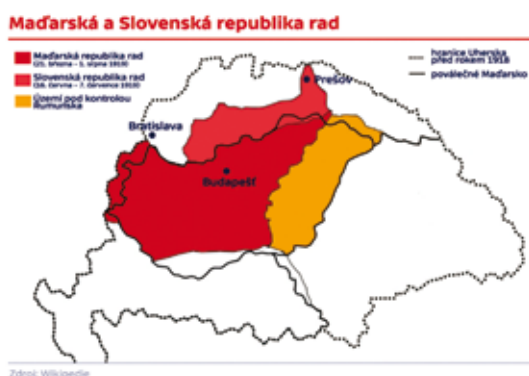 Maďarská a Slovenská republika rad
Maďarská republika rad
(21. března - 1. srpna 1919)
Slovenská republika rad
(16. června - 7. července 1919)
Území pod kontrolou
Rumunska
hranice Uherska
před rokem 1918
poválečné Maďarsko
Prešov
Bratislava
Budapešť
Zdroj: Wikipedie